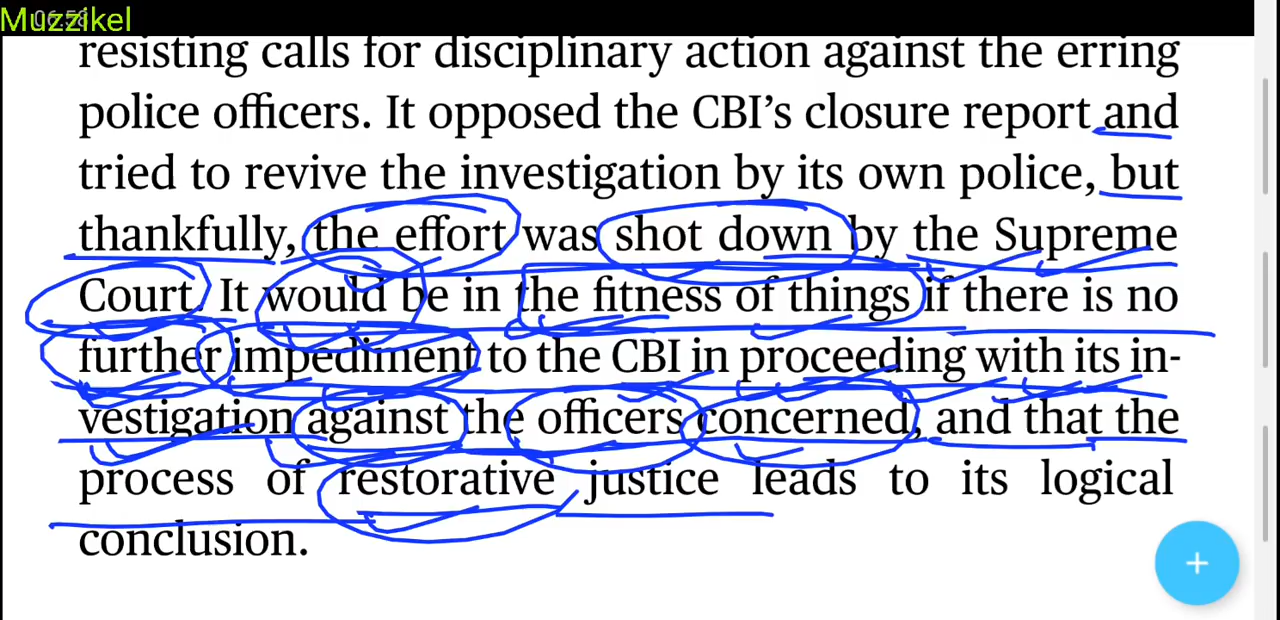 Muzzikel
06:58
resisting calls for disciplinary action against the erring
police officers. It opposed the CBI’s closure report and
tried to revive the investigation by its own police, but
thankfully, the effort was shot down by the Supreme
Court. It would be in the fitness of things if there is no
further impediment to the CBI in proceeding with its in-
vestigation against the officers concerned, and that the
process of restorative justice leads to its logical
conclusion.
+